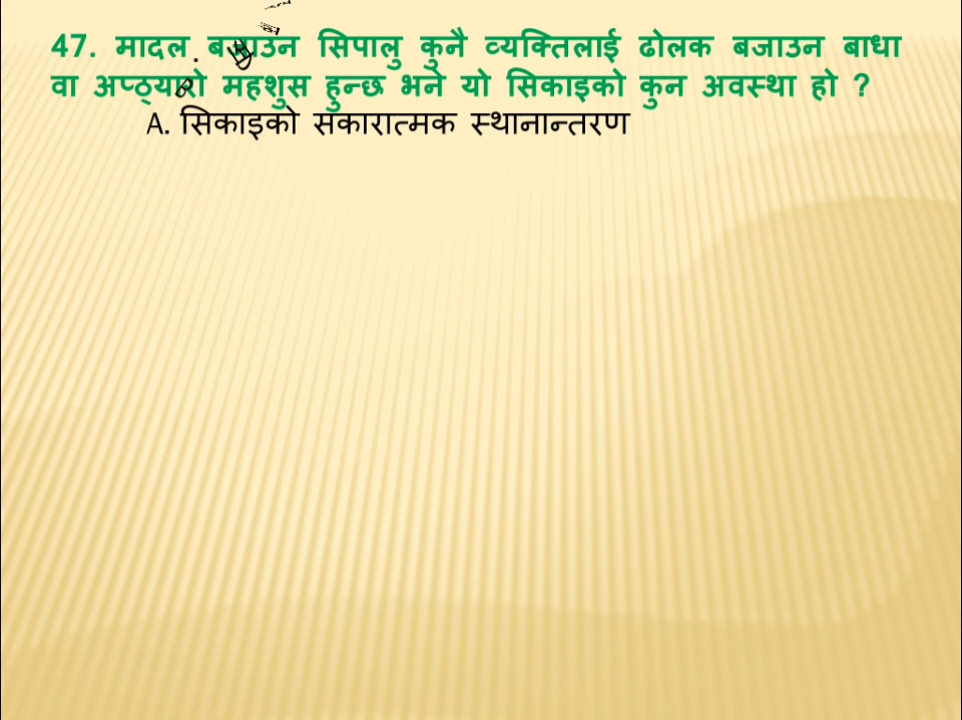 47. मादल बजाउन सिपालु कुनै व्यक्तिलाई ढोलक बजाउन बाधा
वा अप्ठ्यारो महशुस हुन्छ भने यो सिकाइको कुन अवस्था हो ?
A. सिकाइको सकारात्मक स्थानान्तरण